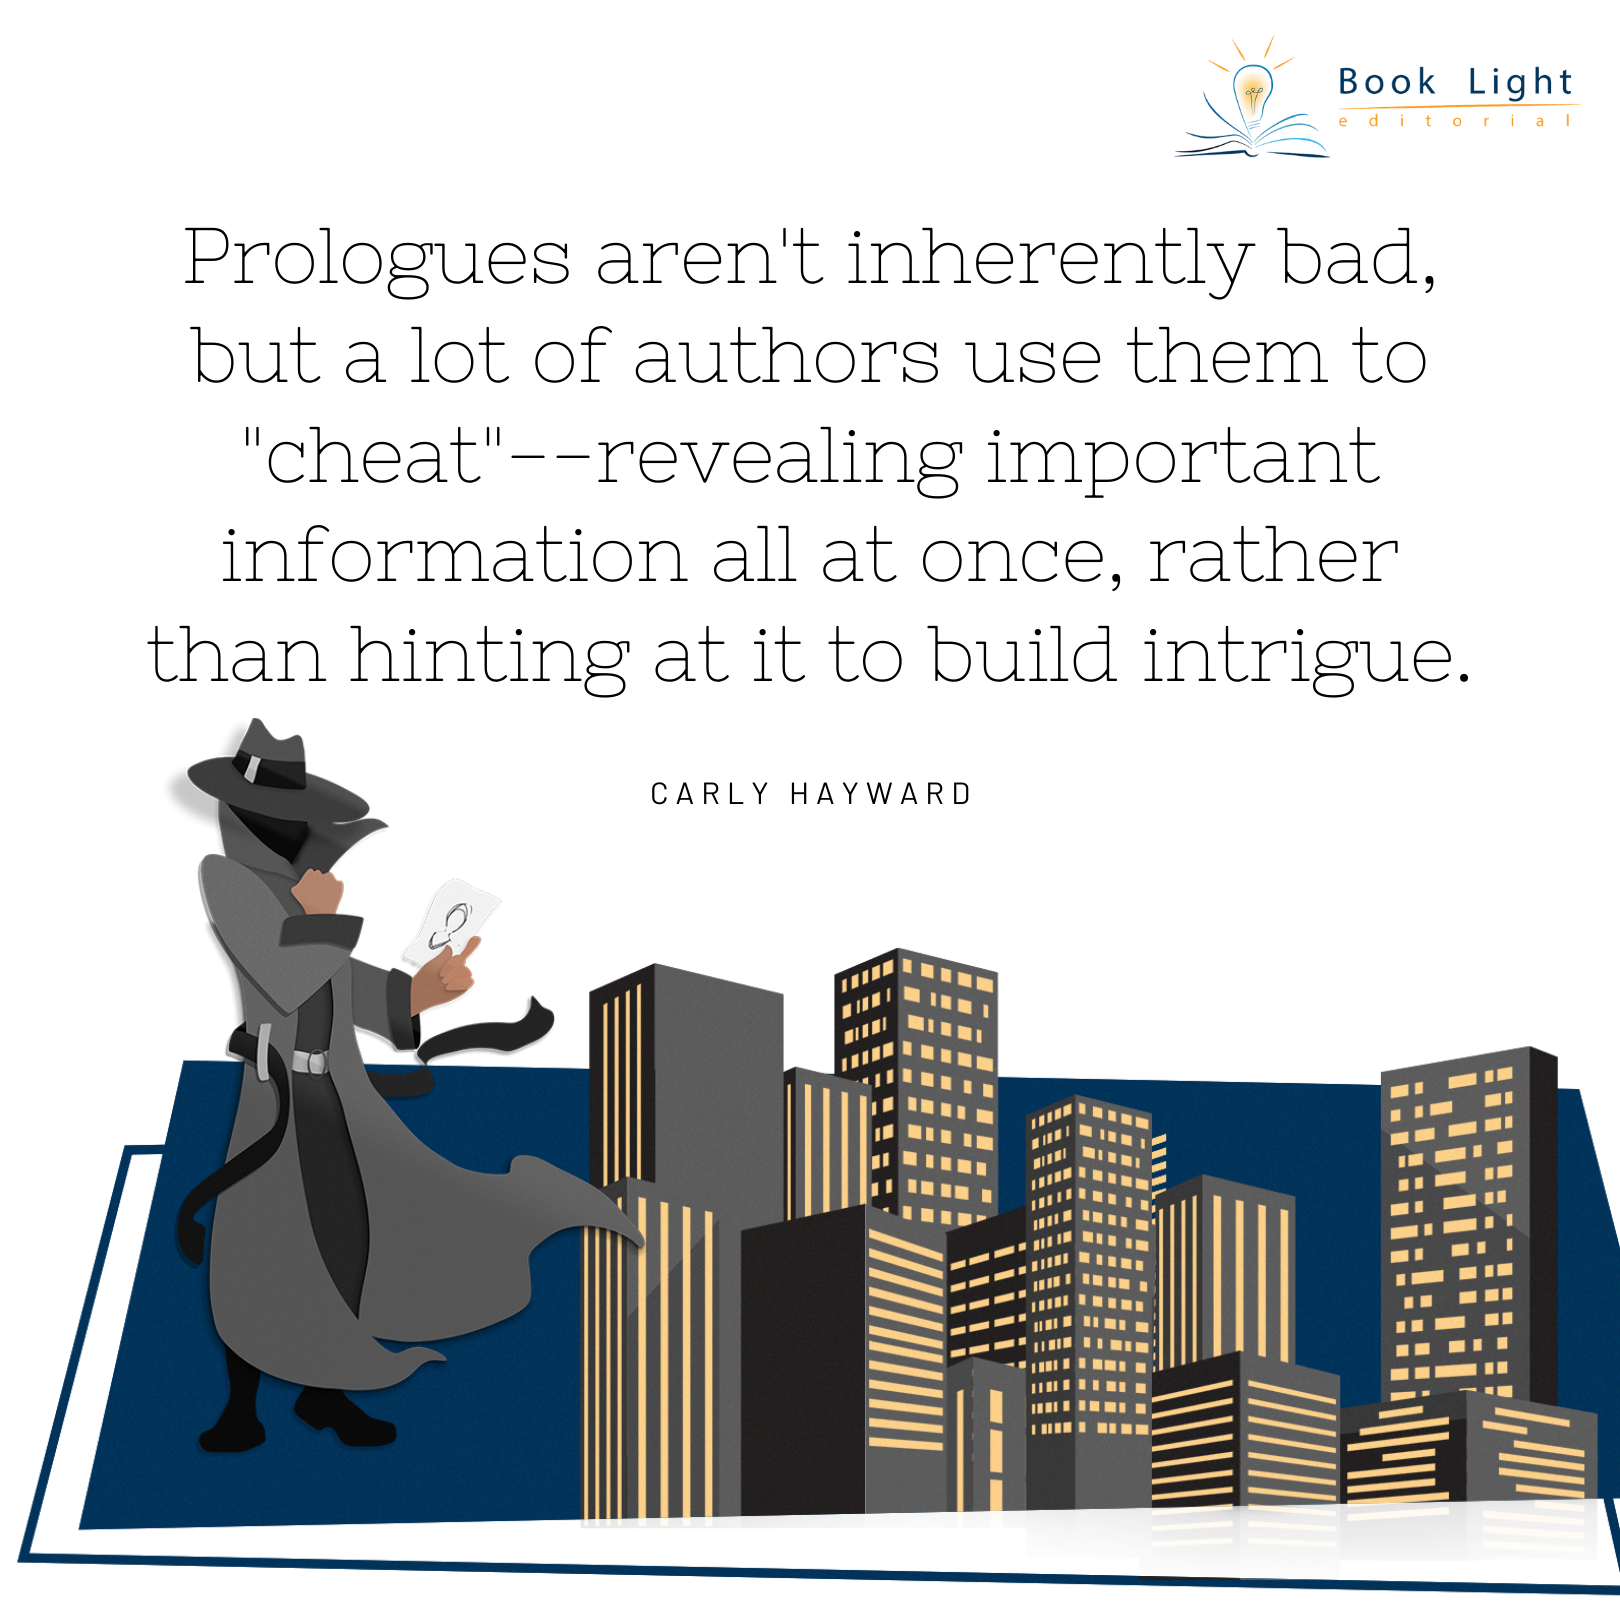 Book Light
editorial
Prologues aren't inherently bad,
but a lot of authors use them to
"cheat"--revealing important
information all at once, rather
than hinting at it to build intrigue.
CARLY HAYWARD